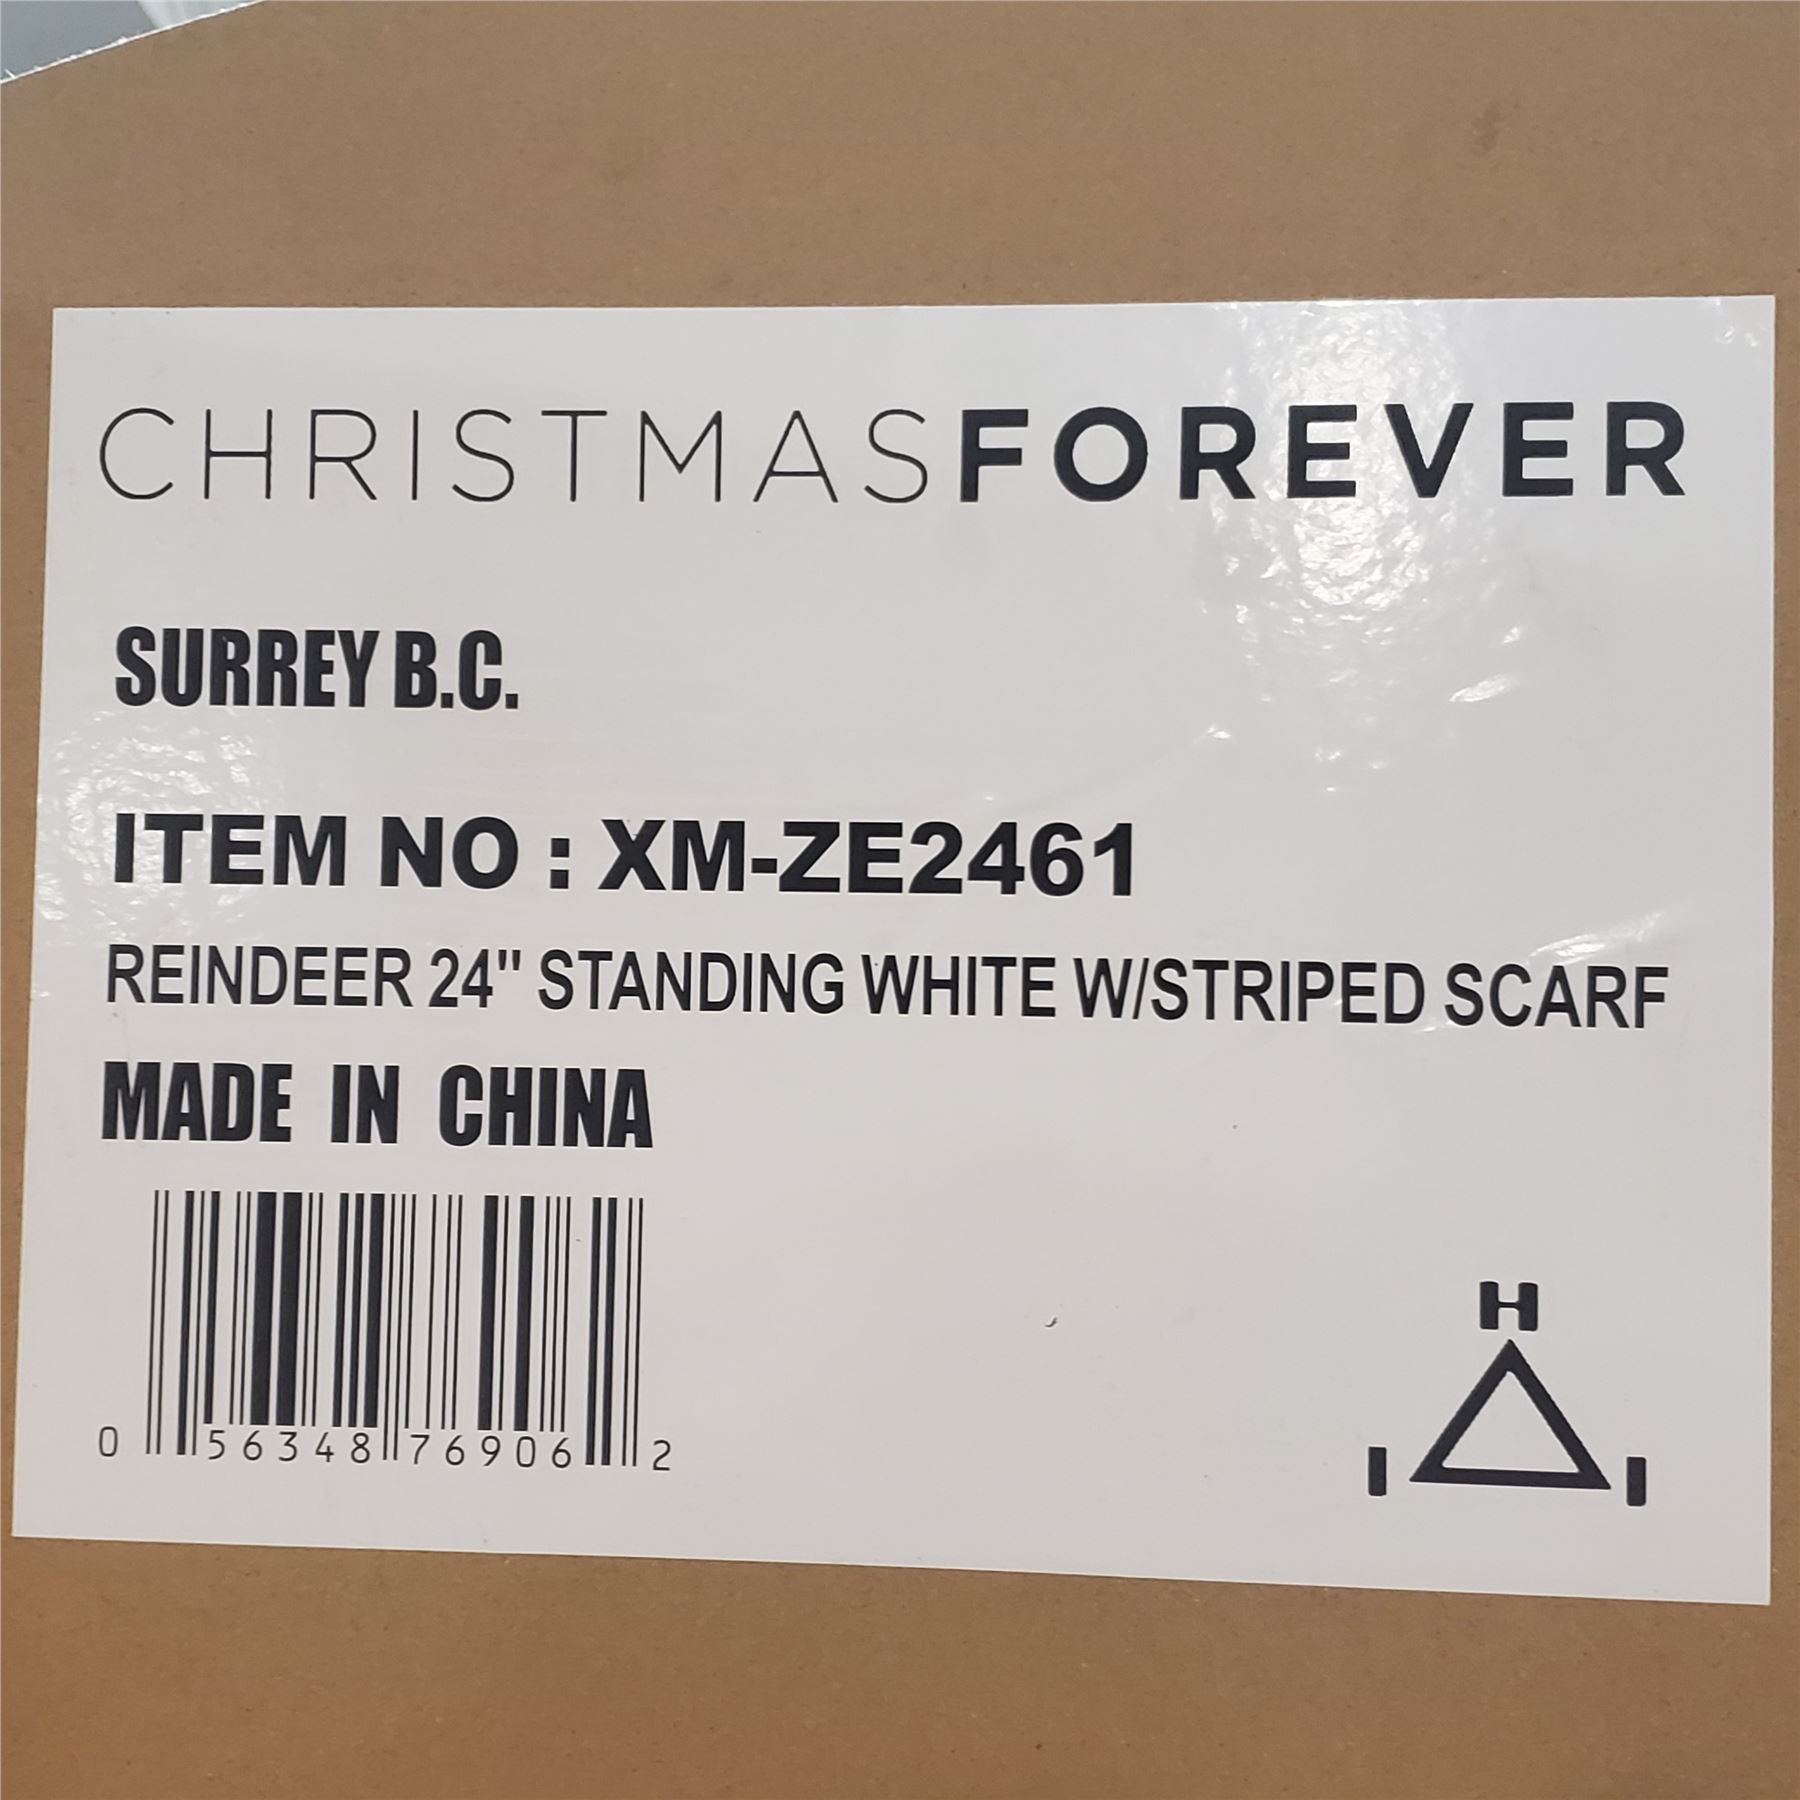 CHRISTMASFOREVER
SURREY B.C.
ITEM NO : XM-ZE2461
REINDEER 24" STANDING WHITE W/STRIPED SCARF
MADE IN CHINA
0 56348 76906 2
H
I I